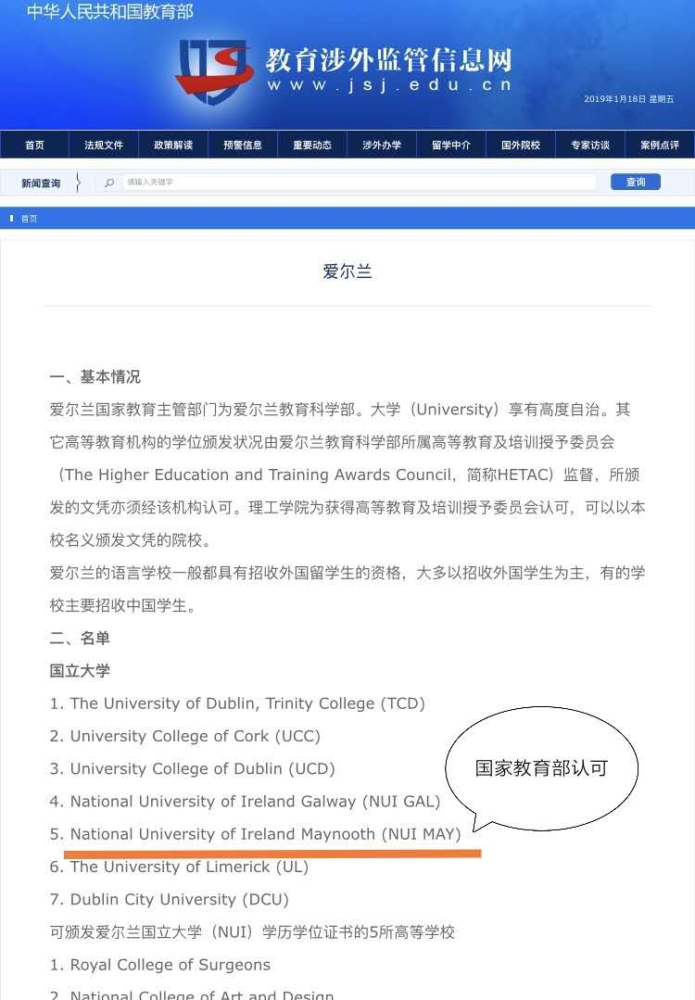 中华人民共和国教育部
教育涉外监管信息网
www.jsj.edu.cn
2019年1月18日 星期五
首页 法规文件 政策解读 预警信息 重要动态 涉外办学 留学中介 国外院校 专家访谈 案例点评
新闻查询 请输入关键字 查询
首页
爱尔兰
一、基本情况
爱尔兰国家教育主管部门为爱尔兰教育科学部。大学（University）享有高度自治。其
它高等教育机构的学位颁发状况由爱尔兰教育科学部所属高等教育及培训授予委员会
（The Higher Education and Training Awards Council，简称HETAC）监督，所颁
发的文凭亦须经该机构认可。理工学院为获得高等教育及培训授予委员会认可，可以以本
校名义颁发文凭的院校。
爱尔兰的语言学校一般都具有招收外国留学生的资格，大多以招收外国学生为主，有的学
校主要招收中国学生。
二、名单
国立大学
1. The University of Dublin, Trinity College (TCD)
2. University College of Cork (UCC)
3. University College of Dublin (UCD)
国家教育部认可
4. National University of Ireland Galway (NUI GAL)
5. National University of Ireland Maynooth (NUI MAY)
6. The University of Limerick (UL)
7. Dublin City University (DCU)
可颁发爱尔兰国立大学（NUI）学历学位证书的5所高等学校
1. Royal College of Surgeons
2. National College of Art and Design